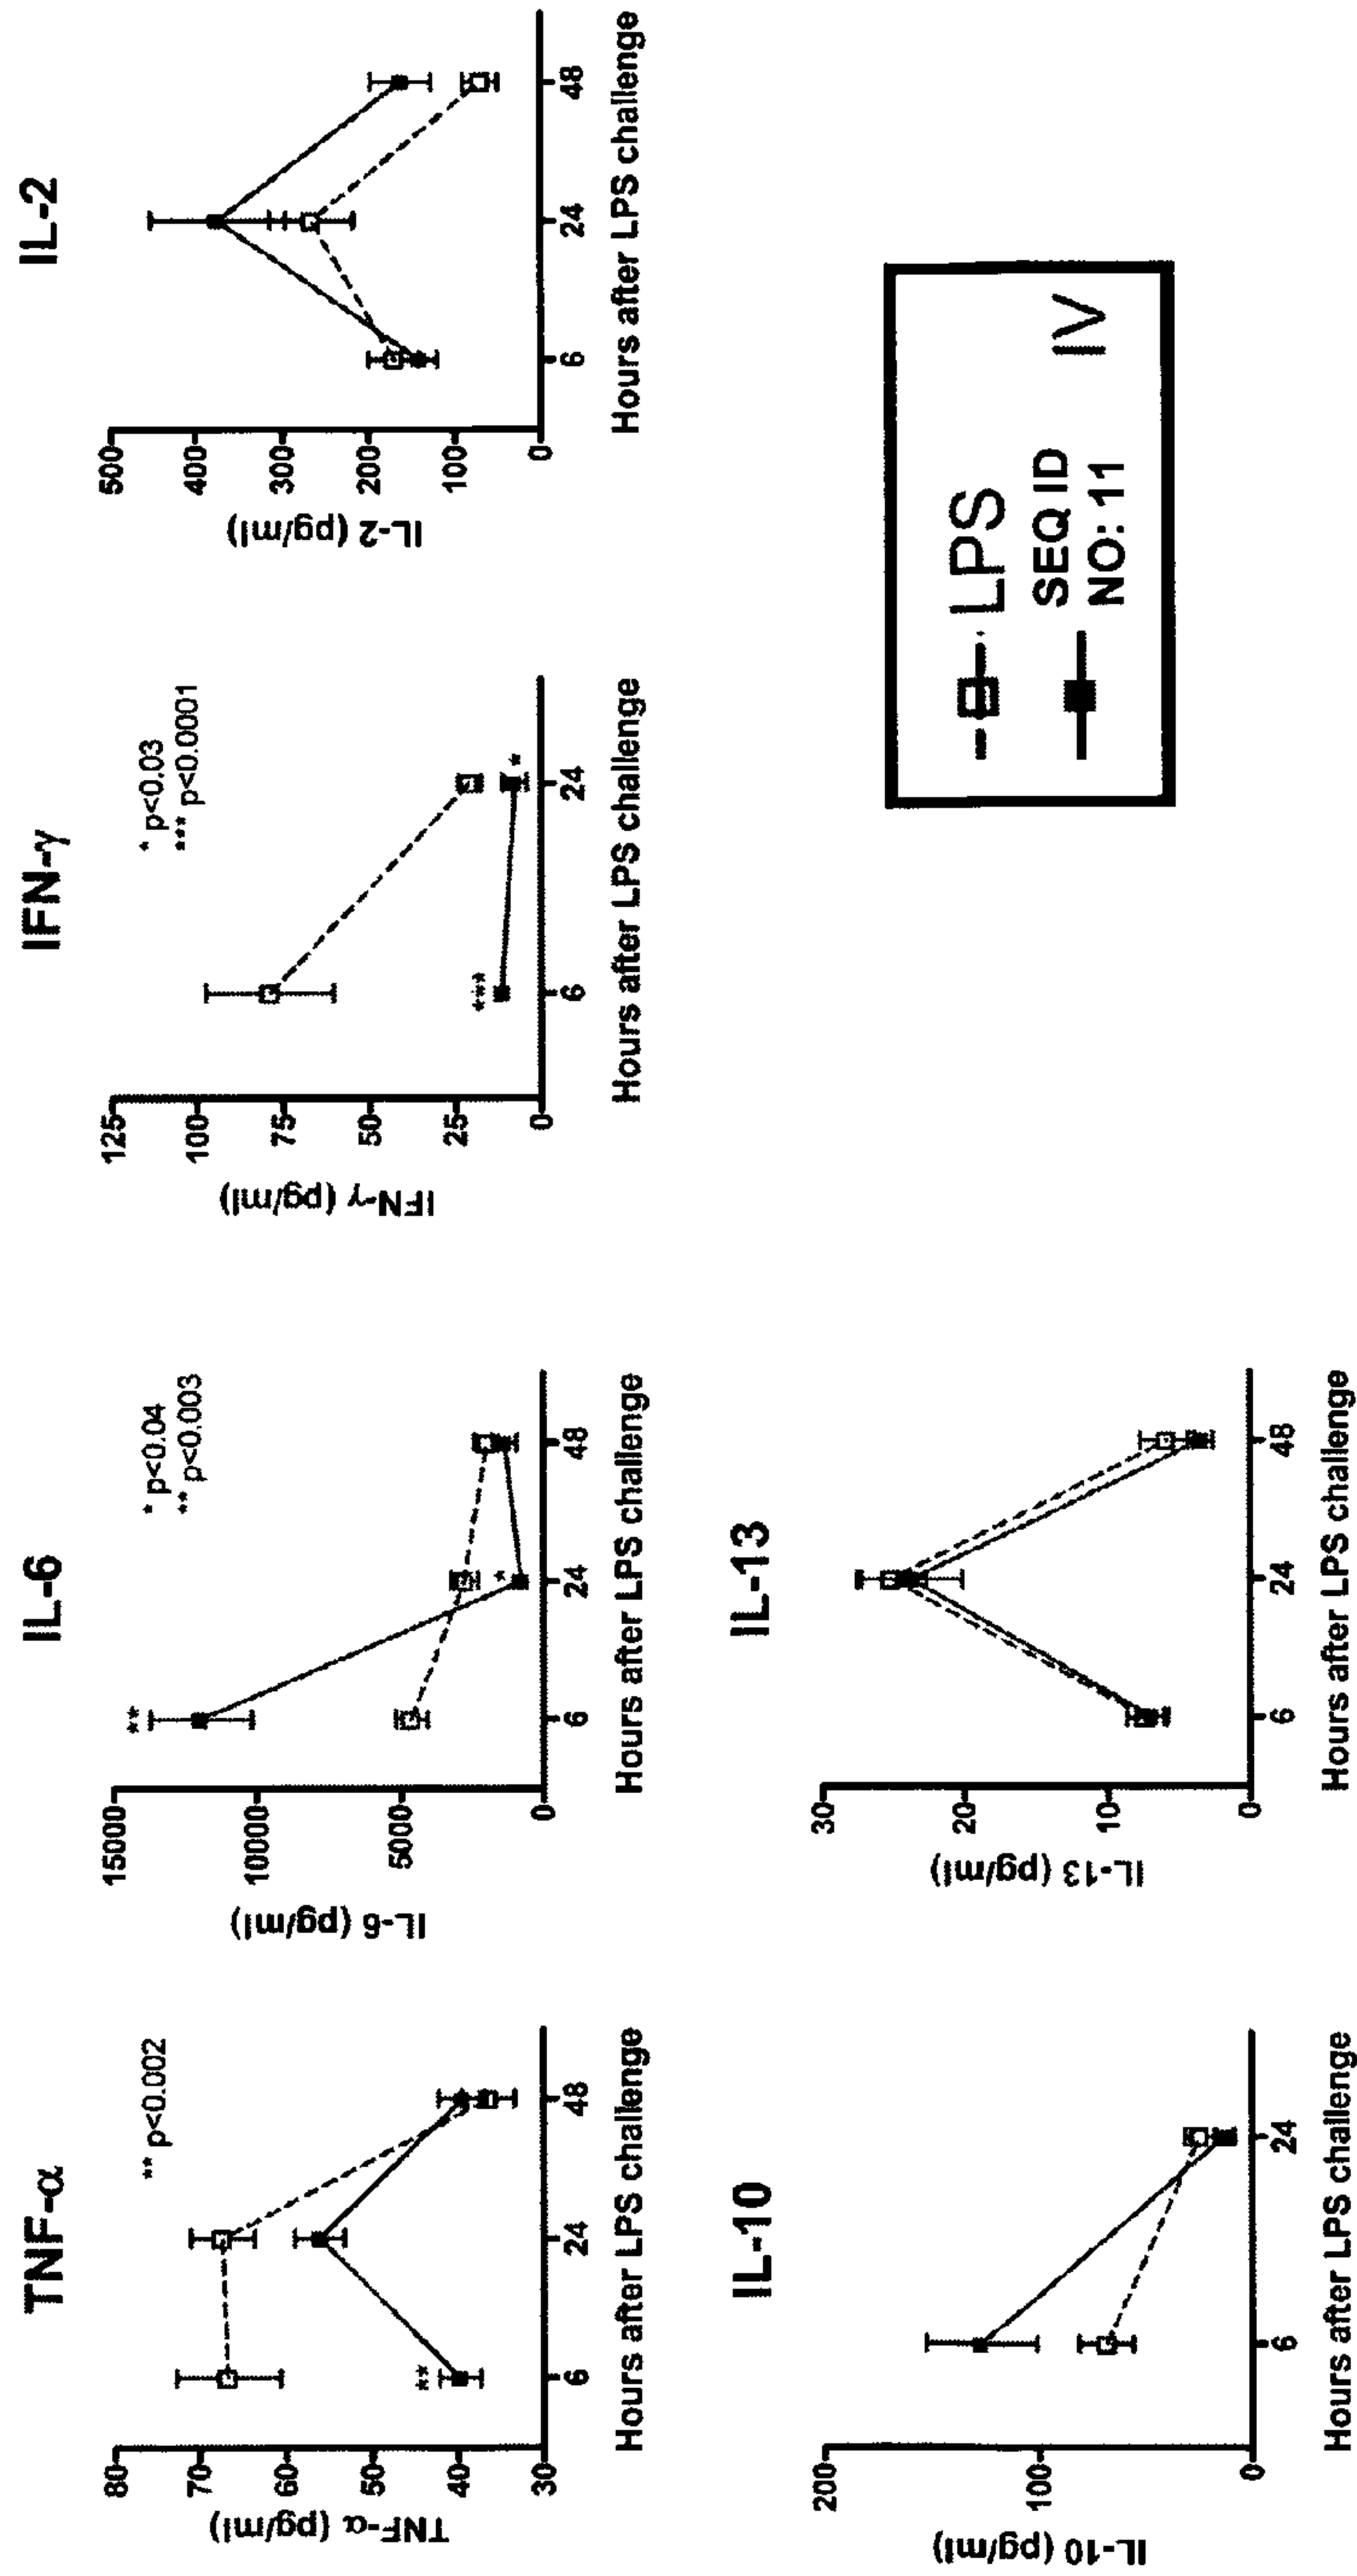 TNF-α
** p<0.002
TNF-α (pg/ml)
80
70
60
50
40
30
6
24
48
**
Hours after LPS challenge
IL-6
* p<0.04
** p<0.003
IL-6 (pg/ml)
15000
10000
5000
0
6
24
48
**
*
Hours after LPS challenge
IFN-γ
* p<0.03
*** p<0.0001
IFN-γ (pg/ml)
125
100
75
50
25
0
6
24
***
*
Hours after LPS challenge
IL-2
IL-2 (pg/ml)
500
400
300
200
100
0
6
24
48
Hours after LPS challenge
IL-10
IL-10 (pg/ml)
200
100
0
6
24
Hours after LPS challenge
IL-13
IL-13 (pg/ml)
30
20
10
0
6
24
48
Hours after LPS challenge
LPS
SEQ ID
NO: 11 IV